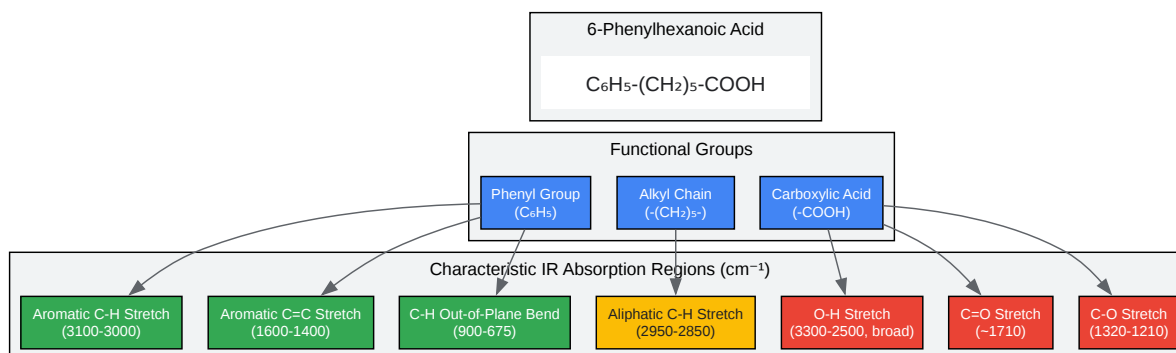 6-Phenylhexanoic Acid
C₆H₅-(CH₂)₅-COOH
Functional Groups
Phenyl Group
(C₆H₅)
Alkyl Chain
(-(CH₂)₅-)
Carboxylic Acid
(-COOH)
Characteristic IR Absorption Regions (cm⁻¹)
Aromatic C-H Stretch
(3100-3000)
Aromatic C=C Stretch
(1600-1400)
C-H Out-of-Plane Bend
(900-675)
Aliphatic C-H Stretch
(2950-2850)
O-H Stretch
(3300-2500, broad)
C=O Stretch
(~1710)
C-O Stretch
(1320-1210)